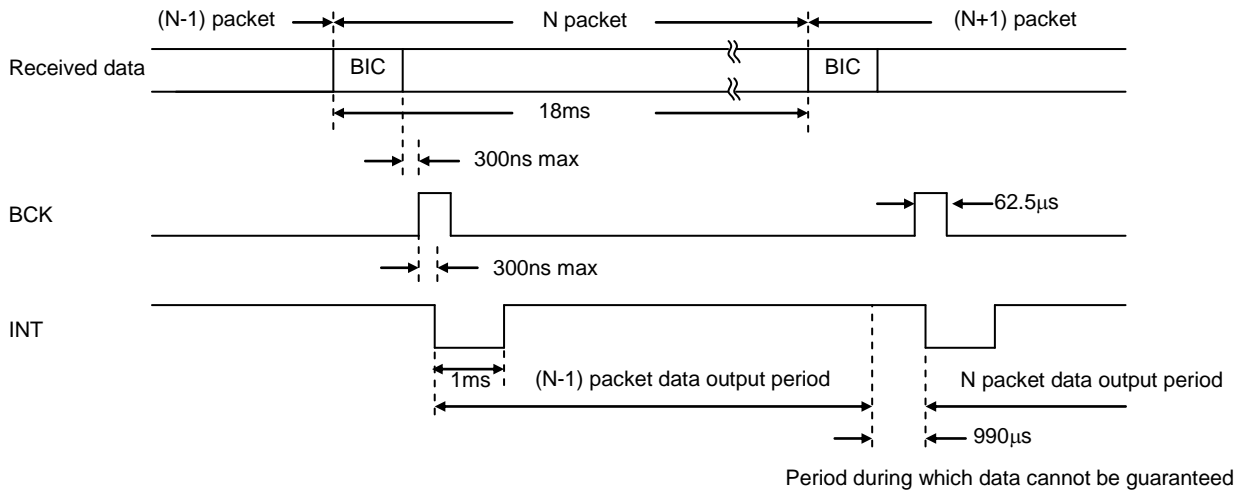 (N-1) packet
N packet
(N+1) packet
Received data
BIC
BIC
18ms
300ns max
BCK
62.5μs
300ns max
INT
1ms
(N-1) packet data output period
N packet data output period
990μs
Period during which data cannot be guaranteed